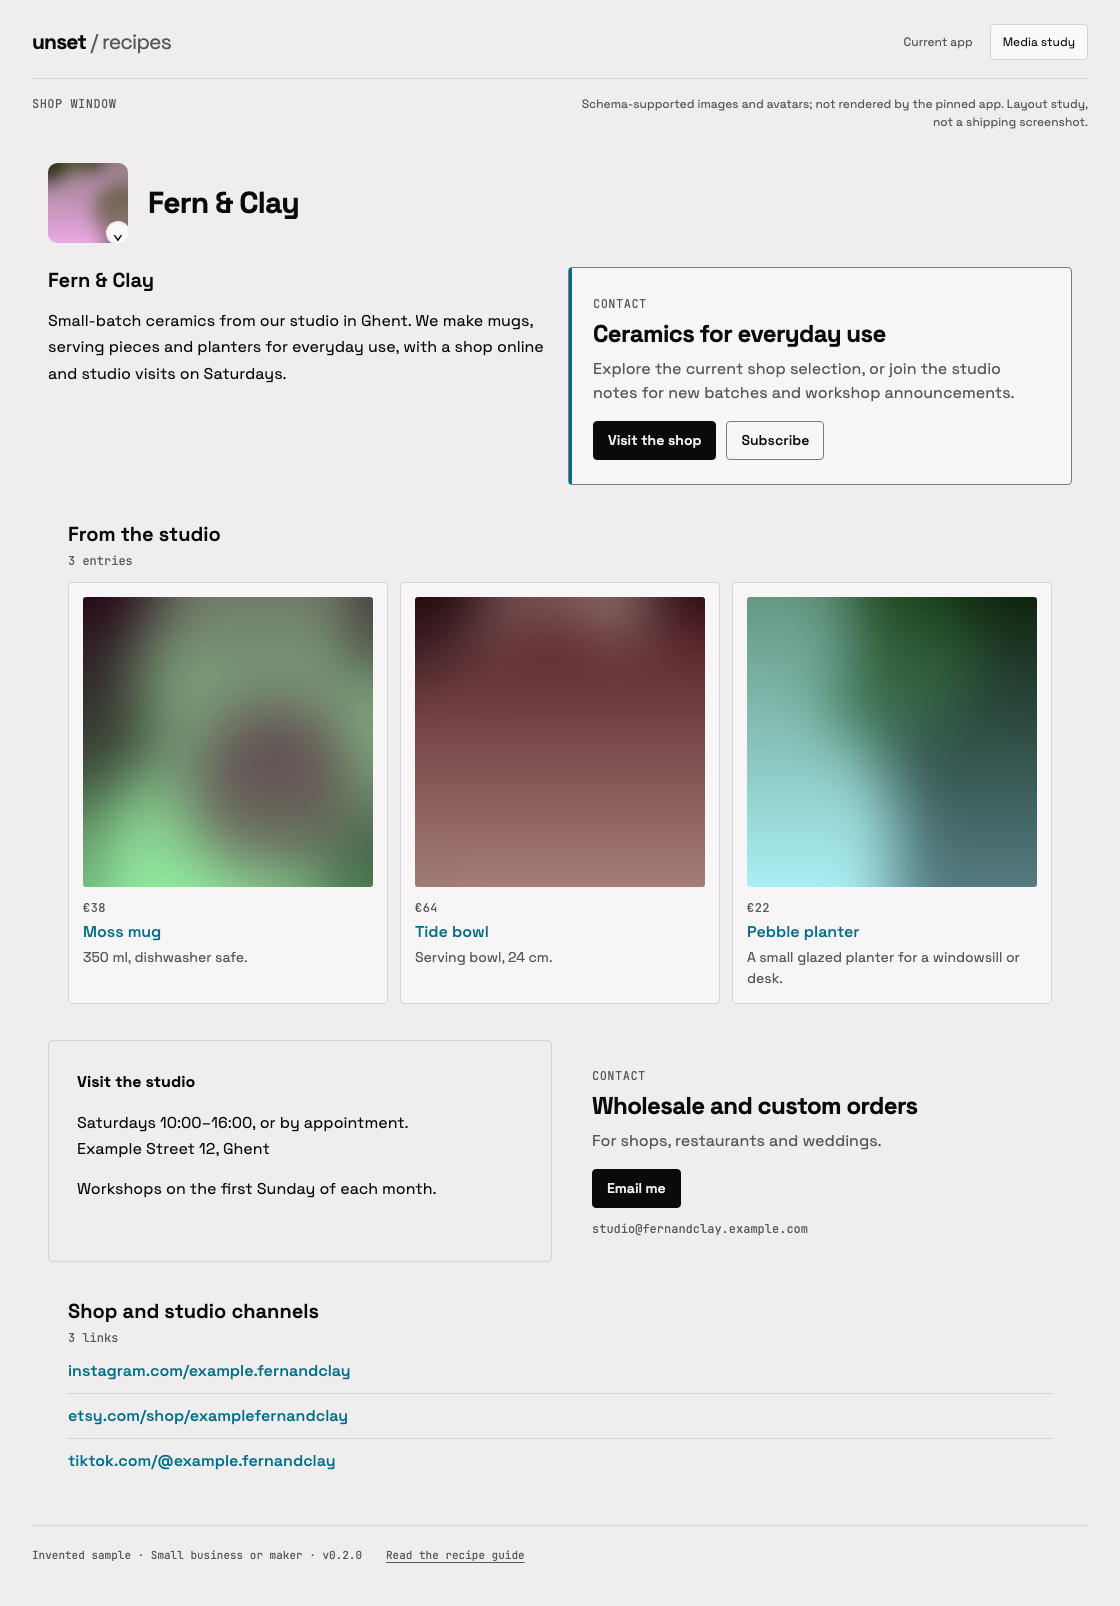 unset / recipes
Current app
Media study
SHOP WINDOW
Schema-supported images and avatars; not rendered by the pinned app. Layout study,
not a shipping screenshot.
Fern & Clay
Fern & Clay
Small-batch ceramics from our studio in Ghent. We make mugs,
serving pieces and planters for everyday use, with a shop online
and studio visits on Saturdays.
CONTACT
Ceramics for everyday use
Explore the current shop selection, or join the studio
notes for new batches and workshop announcements.
Visit the shop
Subscribe
From the studio
3 entries
€38
Moss mug
350 ml, dishwasher safe.
€64
Tide bowl
Serving bowl, 24 cm.
€22
Pebble planter
A small glazed planter for a windowsill or
desk.
Visit the studio
Saturdays 10:00–16:00, or by appointment.
Example Street 12, Ghent
Workshops on the first Sunday of each month.
CONTACT
Wholesale and custom orders
For shops, restaurants and weddings.
Email me
studio@fernandclay.example.com
Shop and studio channels
3 links
instagram.com/example.fernandclay
etsy.com/shop/examplefernandclay
tiktok.com/@example.fernandclay
Invented sample · Small business or maker · v0.2.0
Read the recipe guide